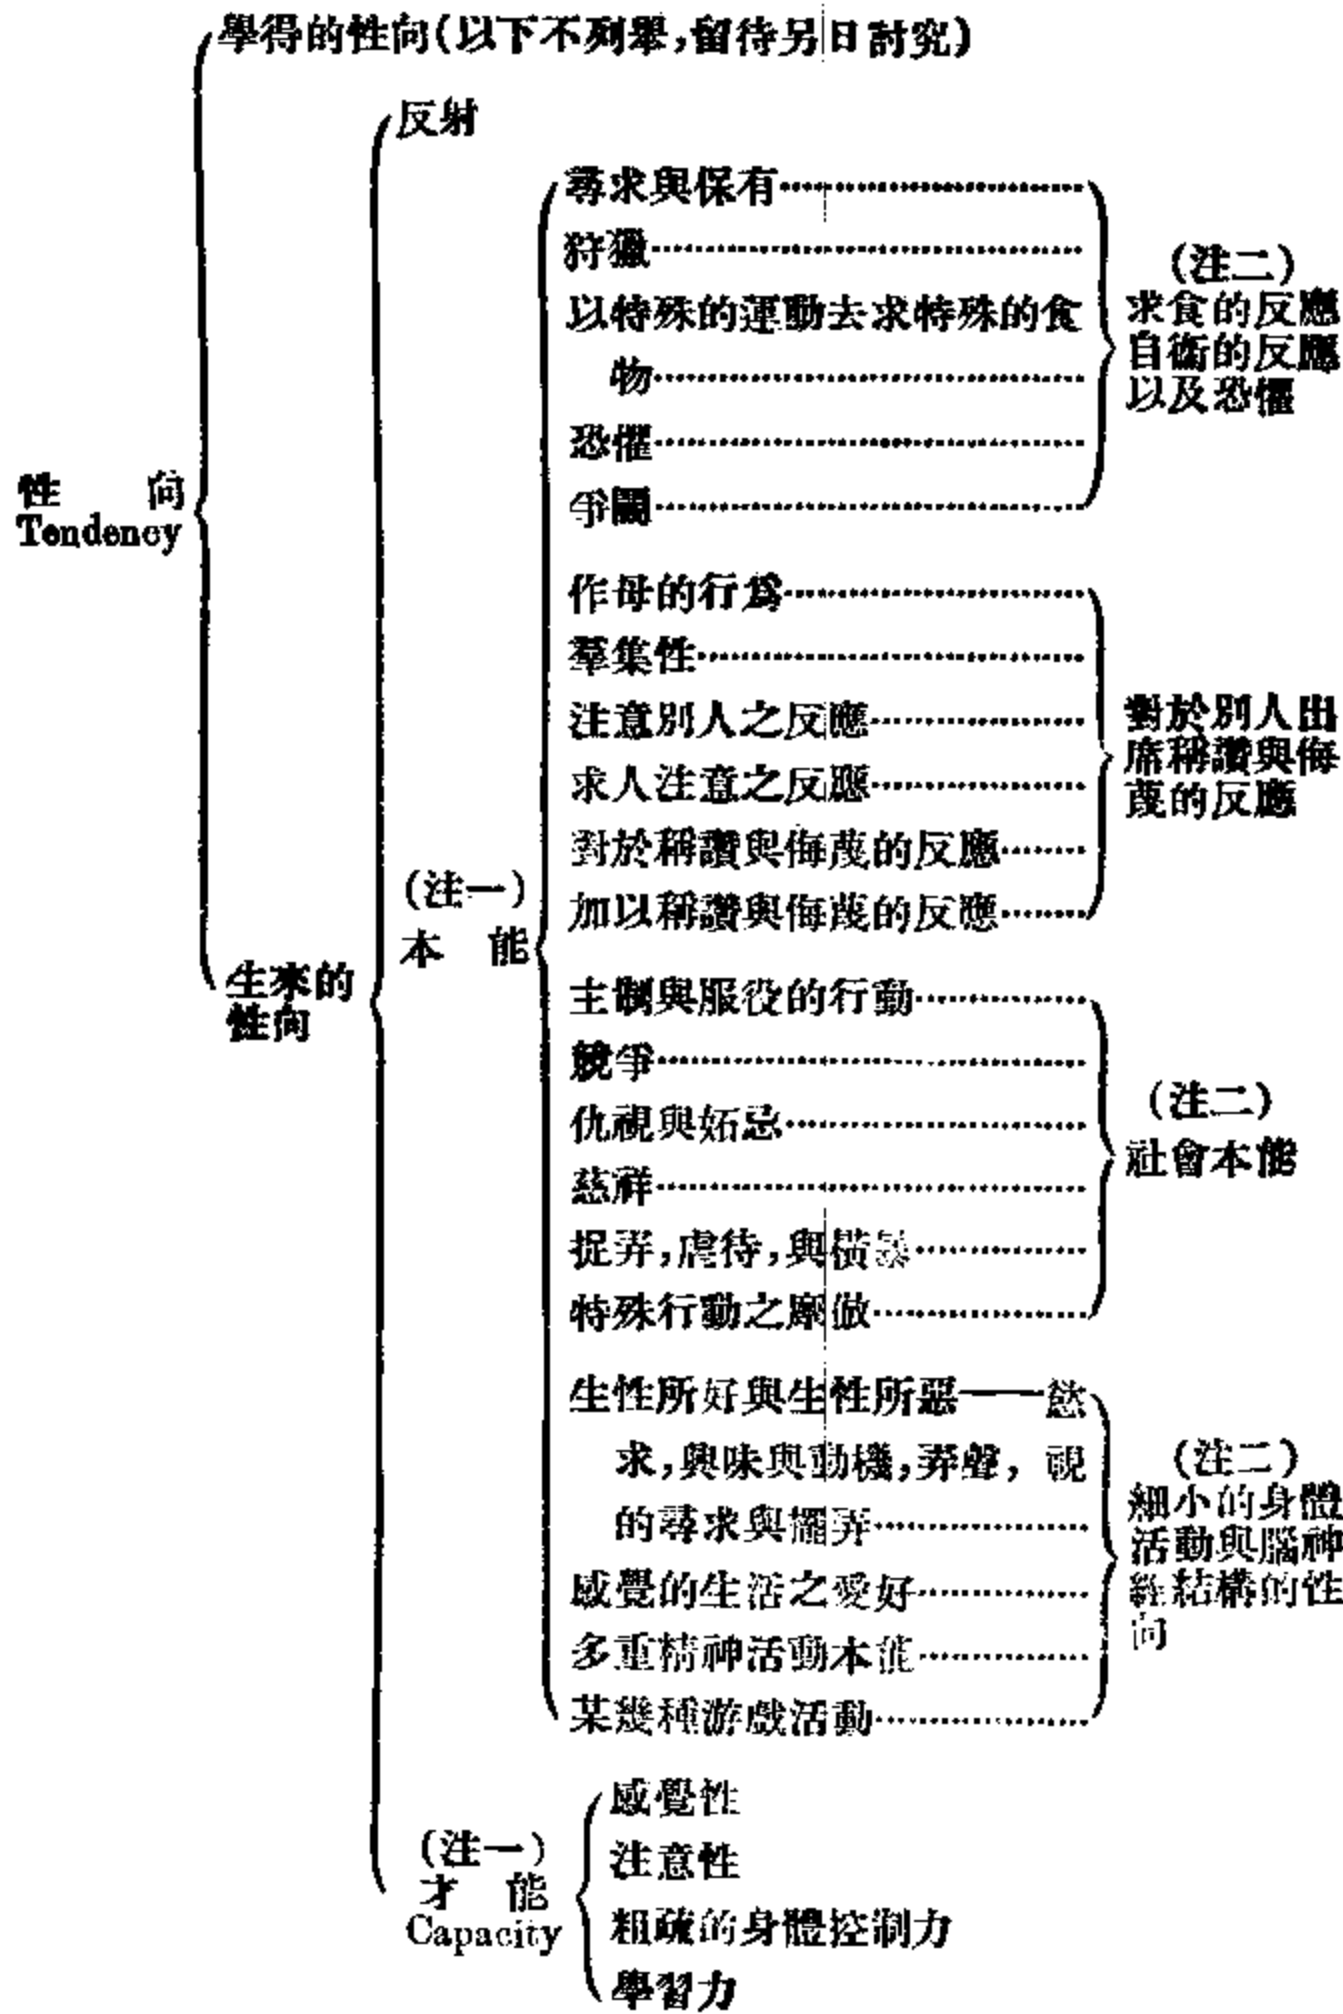 學得的性向(以下不列舉,留待另日討究)
反射
尋求與保有
狩獵
以特殊的運動去求特殊的食
物
恐懼
爭鬭
(注二)
求食的反應
自衞的反應
以及恐懼
性 向
Tendency
作母的行爲
羣集性
注意別人之反應
求人注意之反應
對於稱讚與侮蔑的反應
加以稱讚與侮蔑的反應
對於別人出
席稱讚與侮
蔑的反應
(注一)
本 能
生來的
性向
主制與服役的行動
競爭
仇視與妬忌
慈祥
捉弄,虐待,與橫暴
特殊行動之摩倣
(注二)
社會本能
生性所好與生性所惡——慾
求,興味與動機,弄聲,視
的尋求與擺弄
感覺的生活之愛好
多重精神活動本能
某幾種游戲活動
(注二)
細小的身體
活動與腦神
經結構的性
向
(注一)
才 能
Capacity
感覺性
注意性
粗疏的身體控制力
學習力